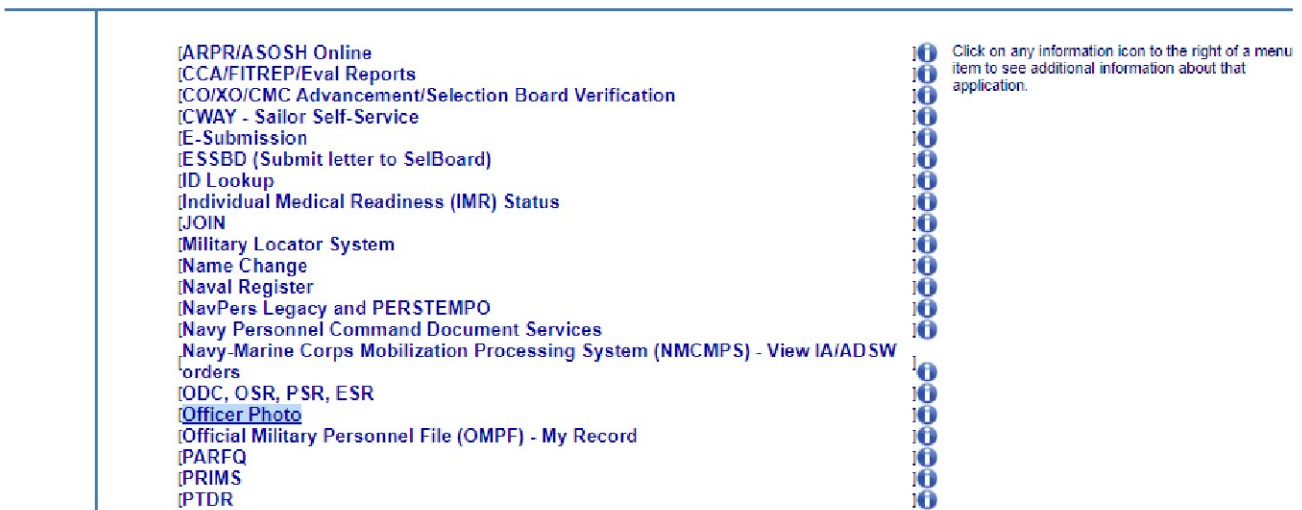 [ARPR/ASOSH Online ]
[CCA/FITREP/Eval Reports ]
[CO/XO/CMC Advancement/Selection Board Verification ]
[CWAY - Sailor Self-Service ]
[E-Submission ]
[ESSBD (Submit letter to SelBoard) ]
[ID Lookup ]
[Individual Medical Readiness (IMR) Status ]
[JOIN ]
[Military Locator System ]
[Name Change ]
[Naval Register ]
[NavPers Legacy and PERSTEMPO ]
[Navy Personnel Command Document Services ]
[Navy-Marine Corps Mobilization Processing System (NMCMPS) - View IA/ADSW
orders ]
[ODC, OSR, PSR, ESR ]
[Officer Photo ]
[Official Military Personnel File (OMPF) - My Record ]
[PARFQ ]
[PRIMS ]
[PTDR ]
Click on any information icon to the right of a menu
item to see additional information about that
application.